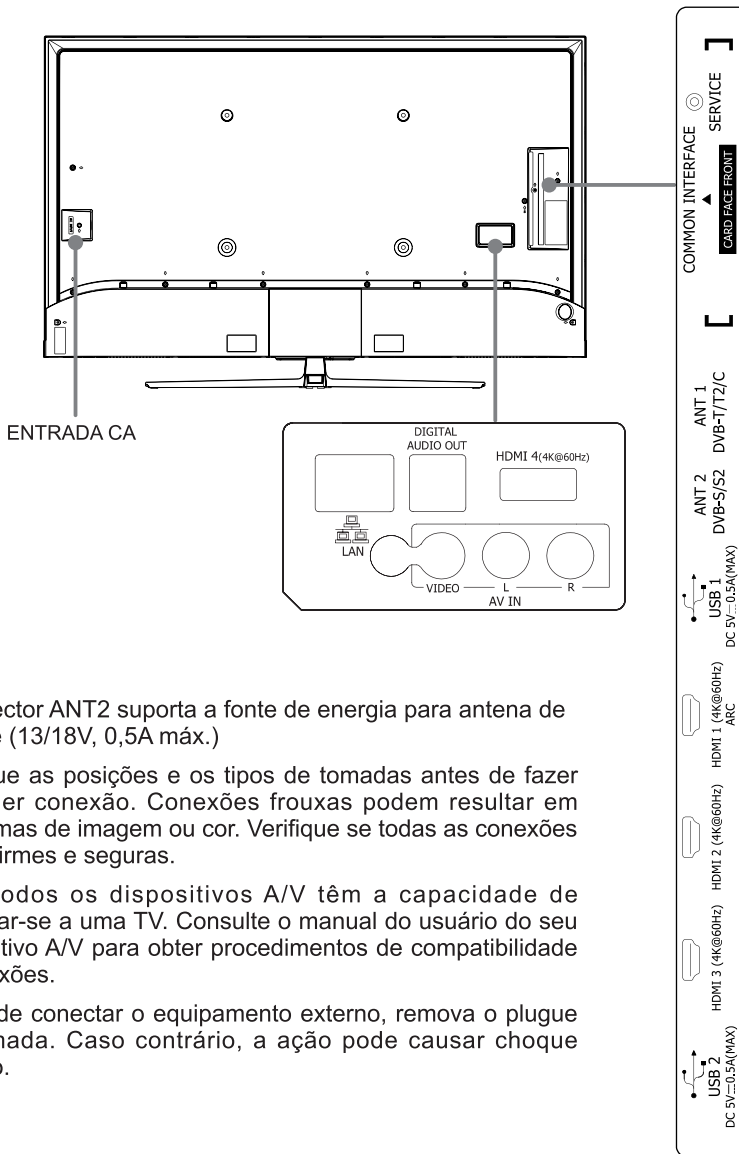 ENTRADA CA
DIGITAL
AUDIO OUT
HDMI 4(4K@60Hz)
LAN
VIDEO L R
AV IN
SERVICE
COMMON INTERFACE
CARD FACE FRONT
ANT 1
DVB-T/T2/C
ANT 2
DVB-S/S2
USB 1
DC 5V⎓0.5A(MAX)
HDMI 1 (4K@60Hz)
ARC
HDMI 2 (4K@60Hz)
HDMI 3 (4K@60Hz)
USB 2
DC 5V⎓0.5A(MAX)
ector ANT2 suporta a fonte de energia para antena de
e (13/18V, 0,5A máx.)
ue as posições e os tipos de tomadas antes de fazer
er conexão. Conexões frouxas podem resultar em
mas de imagem ou cor. Verifique se todas as conexões
irmes e seguras.
odos os dispositivos A/V têm a capacidade de
ar-se a uma TV. Consulte o manual do usuário do seu
tivo A/V para obter procedimentos de compatibilidade
xões.
de conectar o equipamento externo, remova o plugue
nada. Caso contrário, a ação pode causar choque
o.